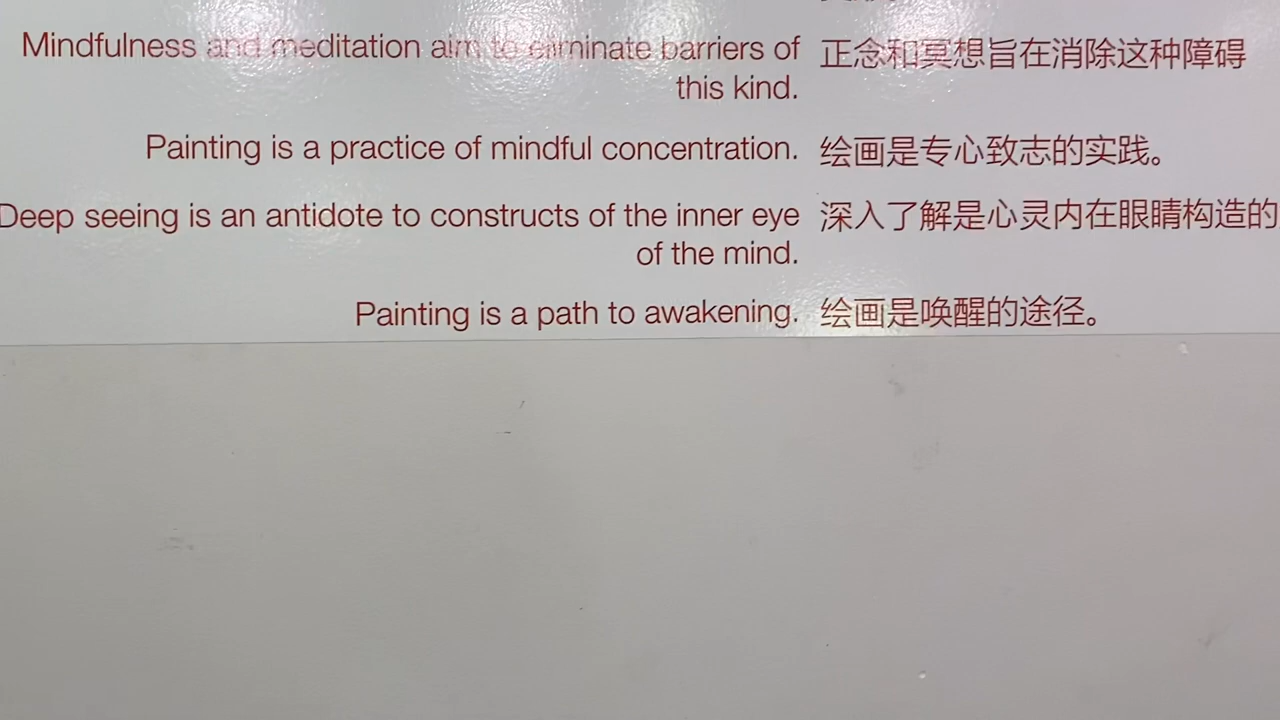 Mindfulness and meditation aim to eliminate barriers of
this kind.
正念和冥想旨在消除这种障碍
Painting is a practice of mindful concentration.
绘画是专心致志的实践。
Deep seeing is an antidote to constructs of the inner eye
of the mind.
深入了解是心灵内在眼睛构造的
Painting is a path to awakening.
绘画是唤醒的途径。